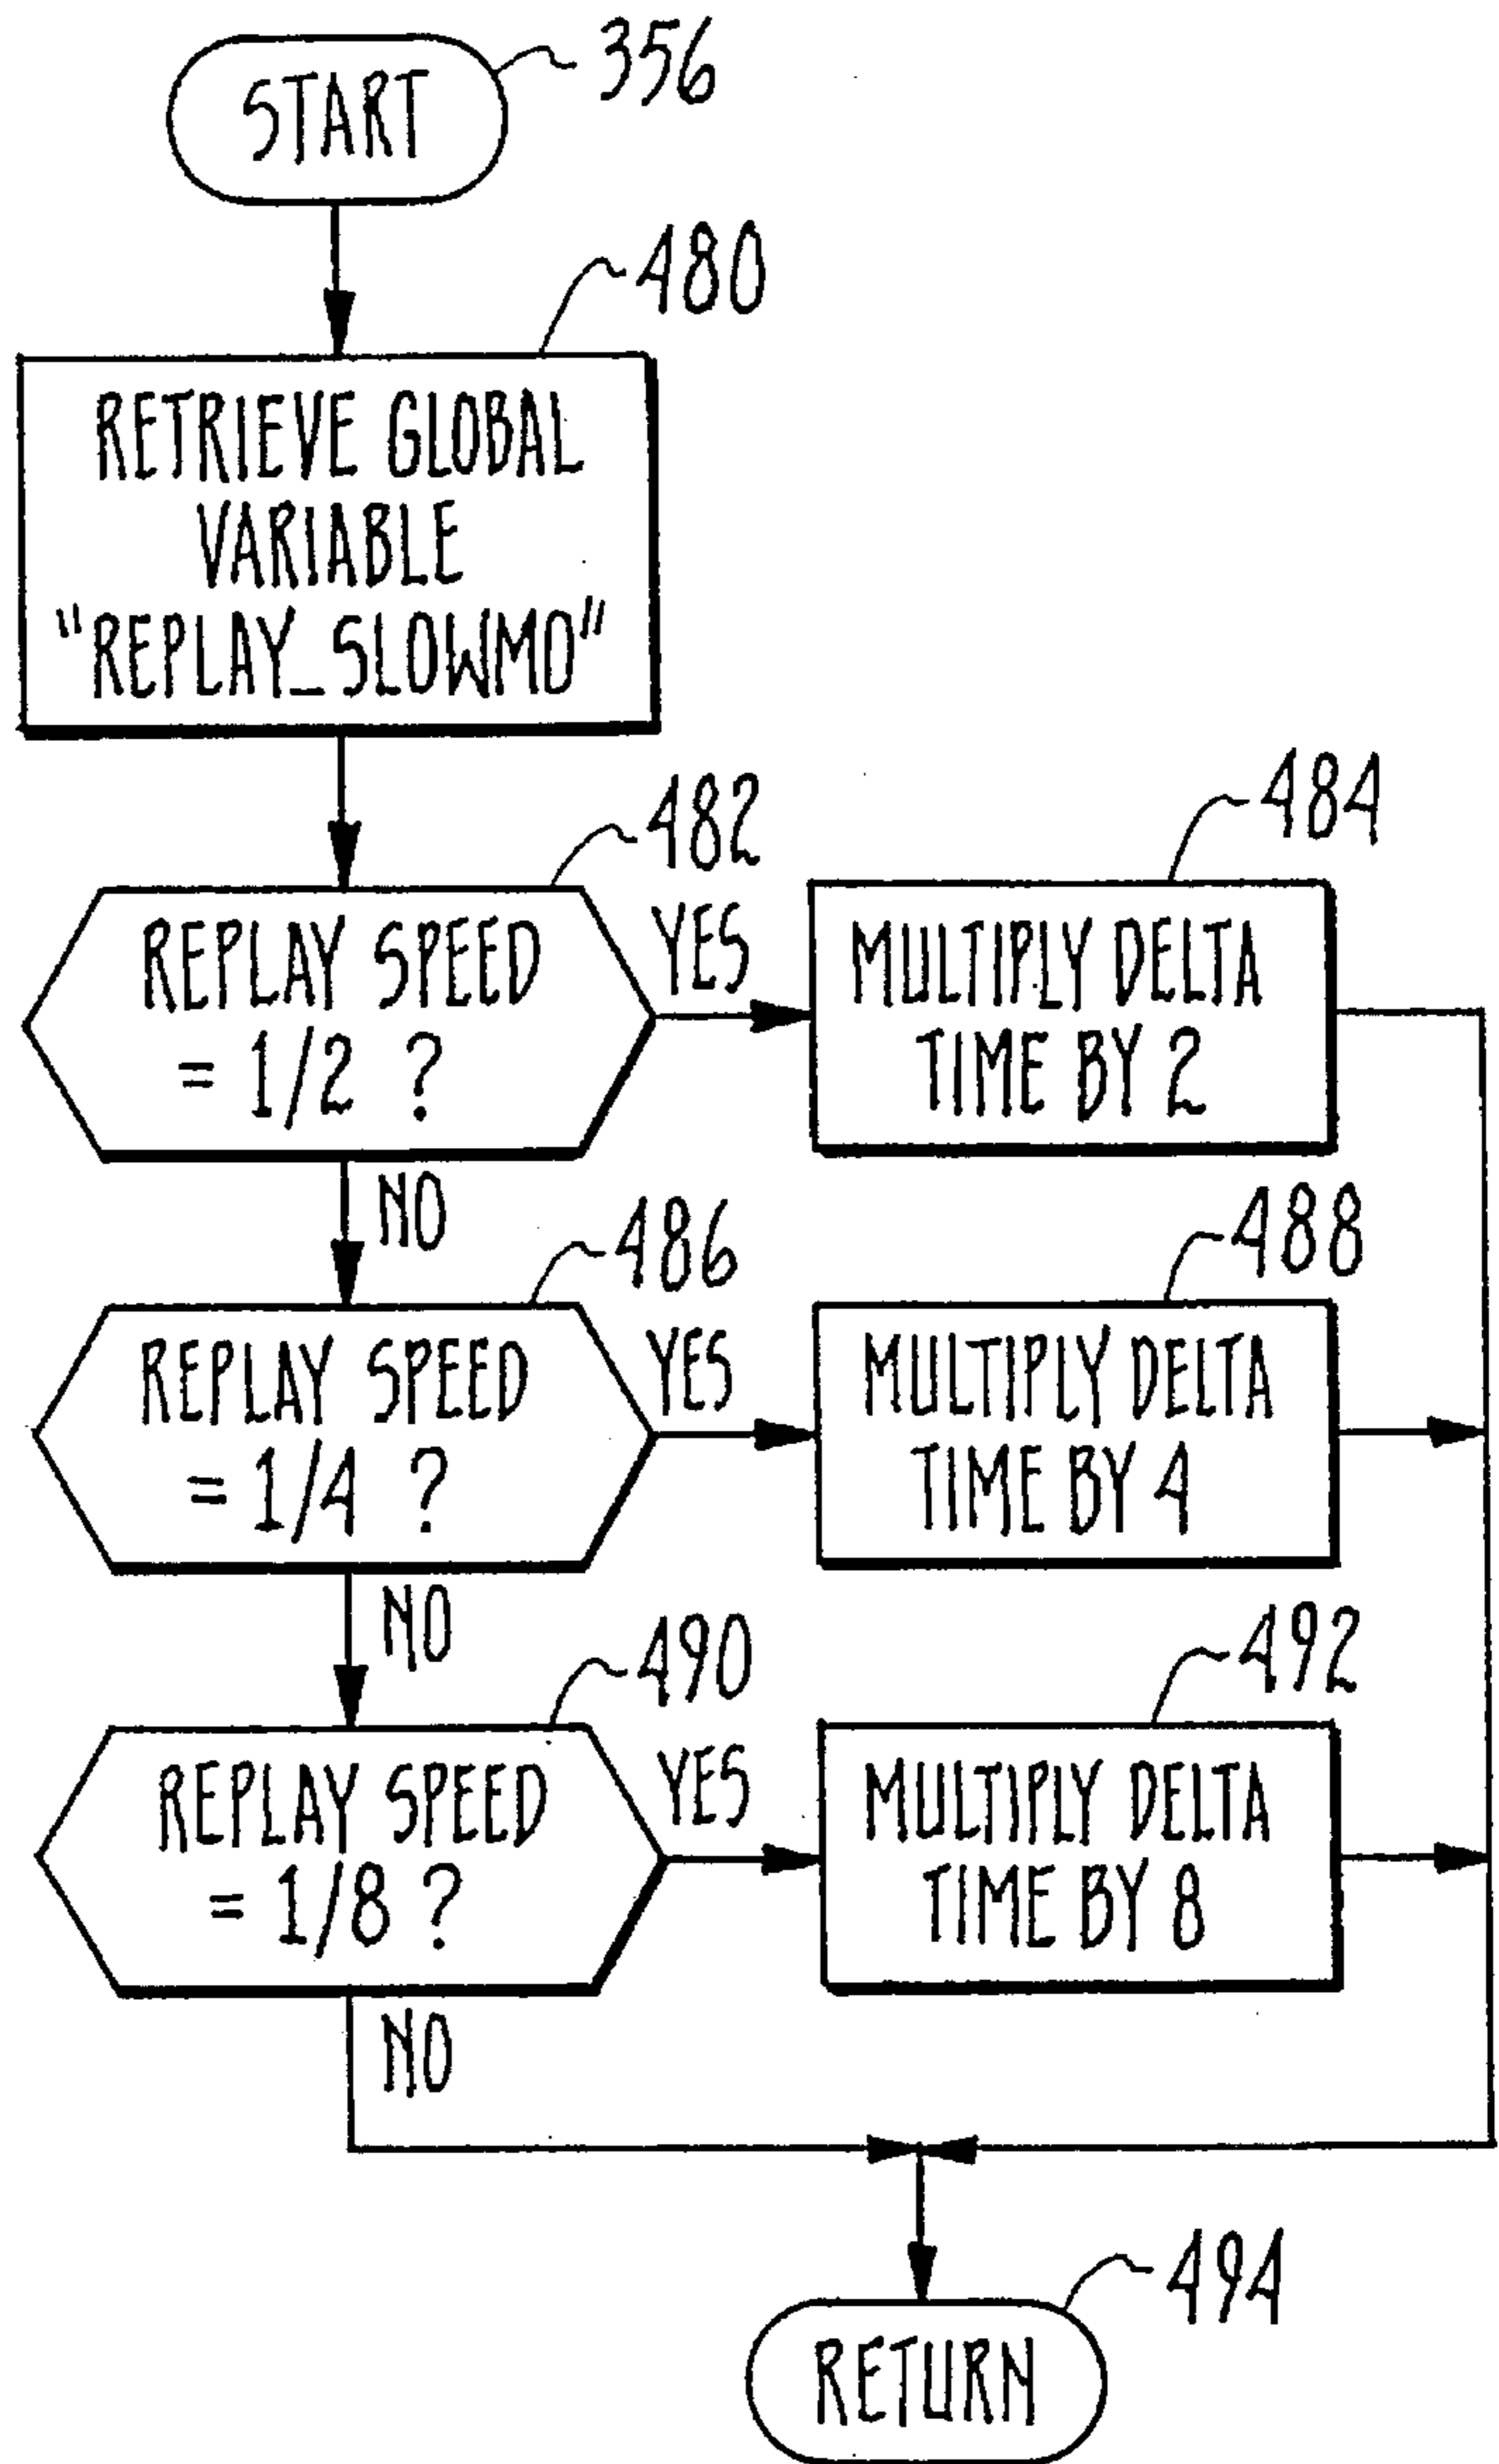 START
356
480
RETRIEVE GLOBAL
VARIABLE
"REPLAY_SLOWMO"
482
484
REPLAY SPEED
= 1/2 ?
YES
MULTIPLY DELTA
TIME BY 2
NO
486
488
REPLAY SPEED
= 1/4 ?
YES
MULTIPLY DELTA
TIME BY 4
NO
490
492
REPLAY SPEED
= 1/8 ?
YES
MULTIPLY DELTA
TIME BY 8
NO
494
RETURN